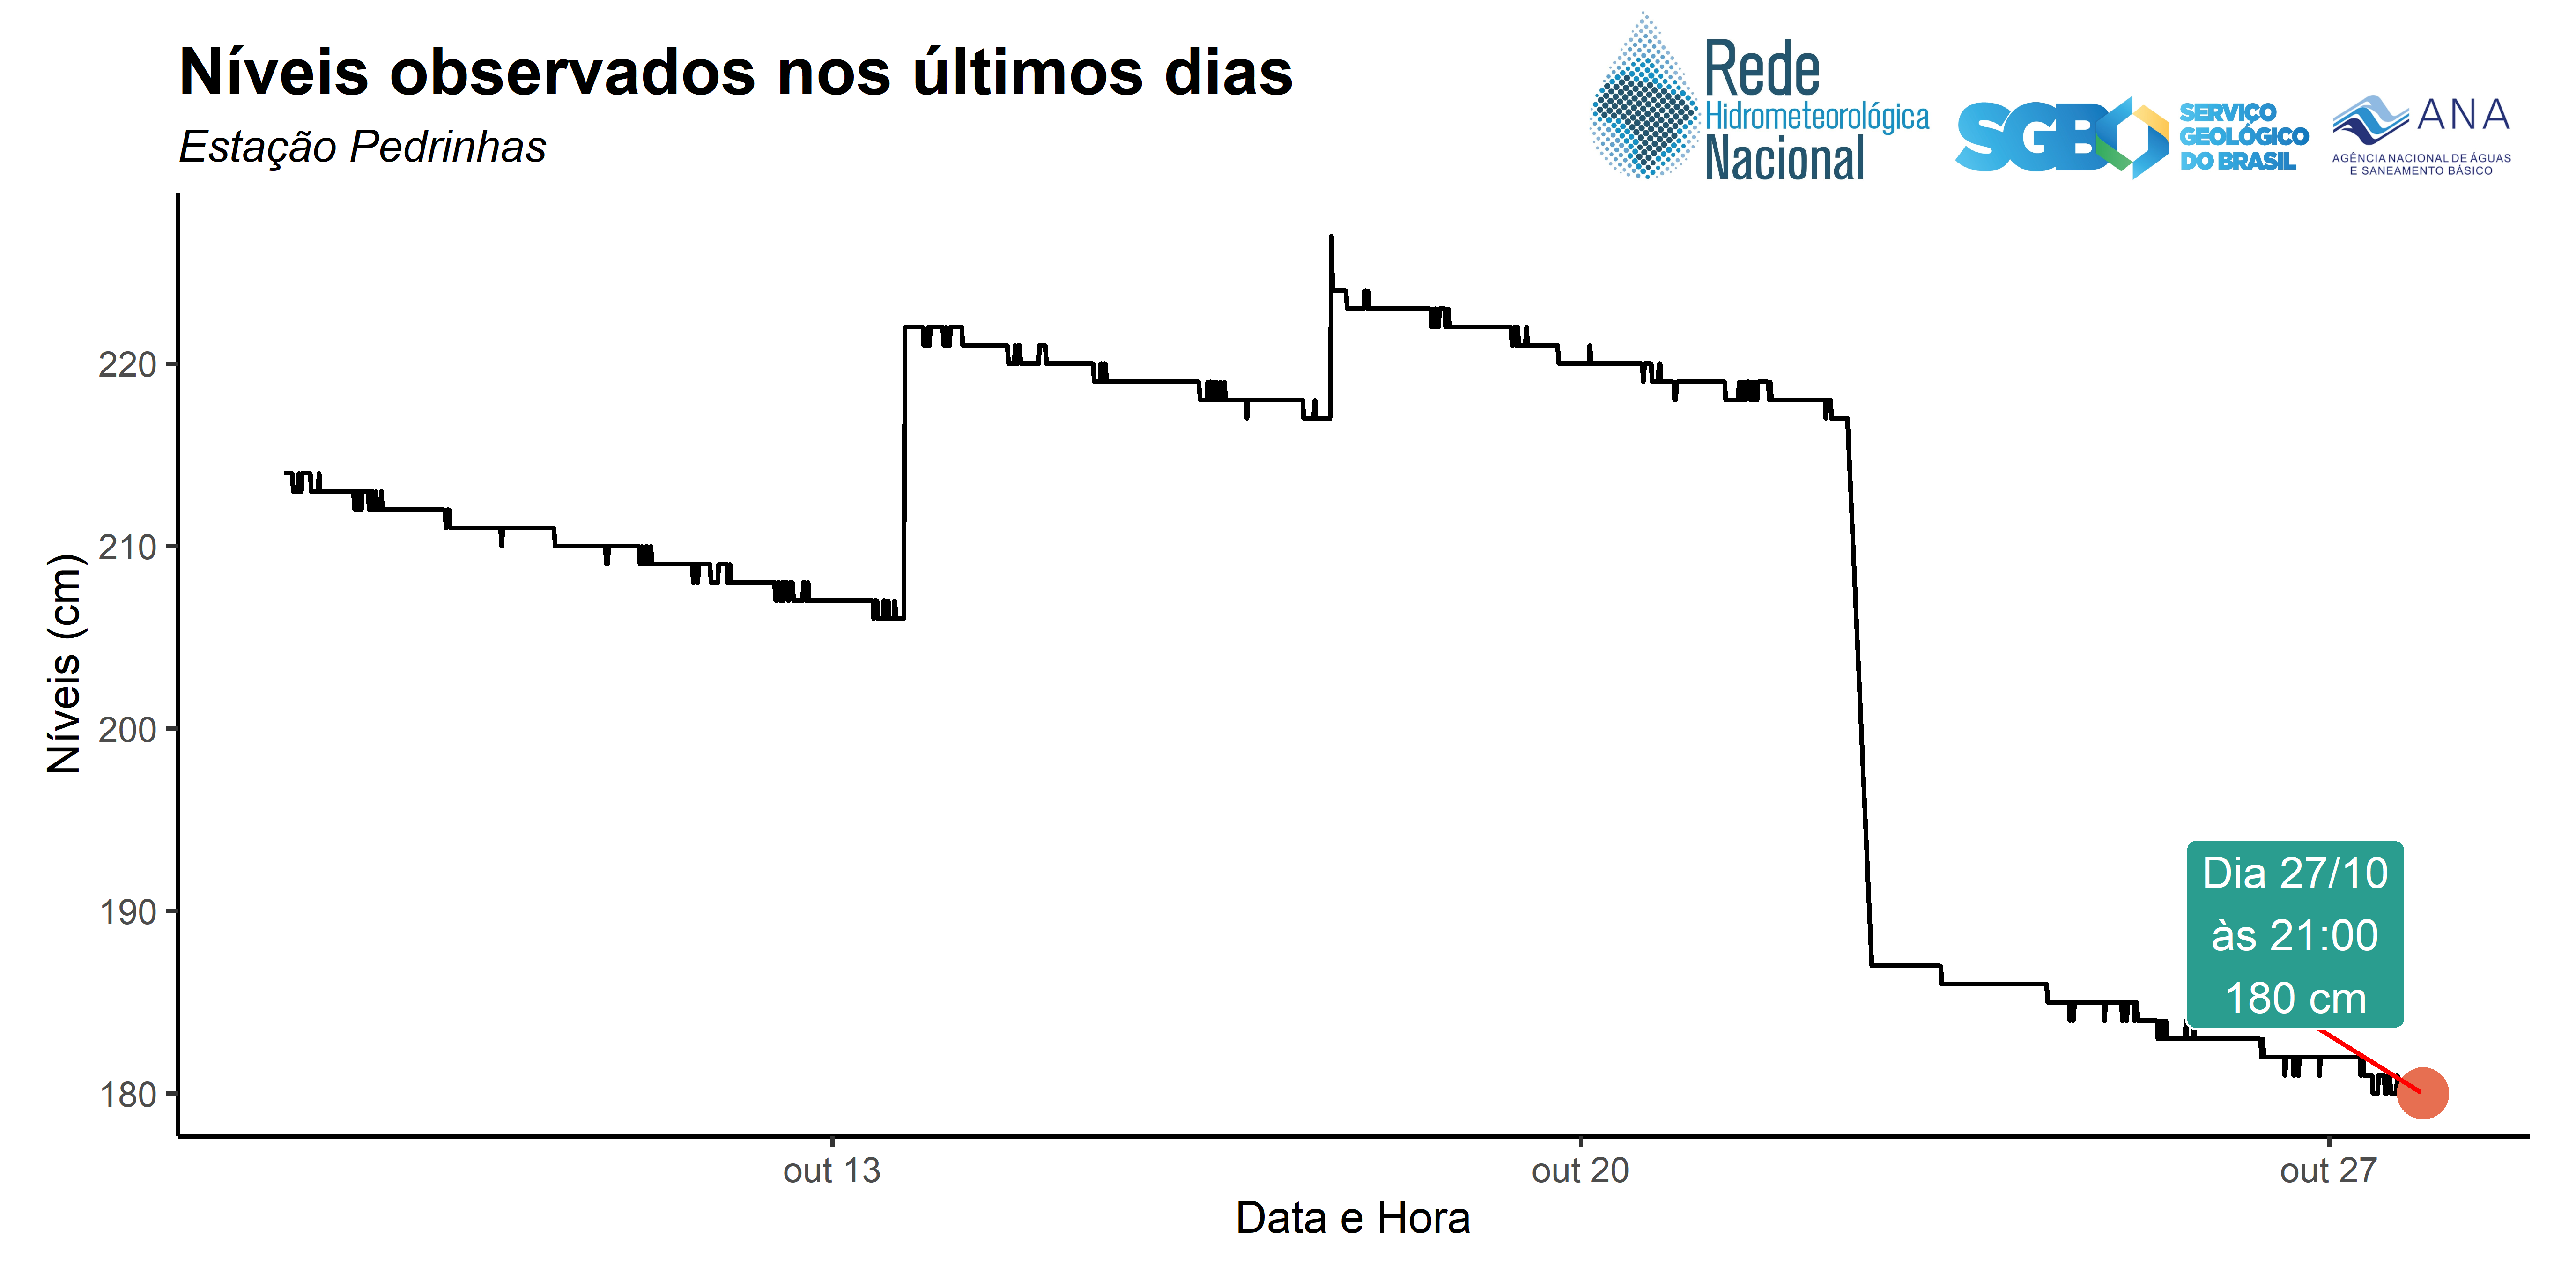 Níveis observados nos últimos dias
Estação Pedrinhas
Rede
Hidrometeorológica
Nacional
SGB
SERVIÇO
GEOLÓGICO
DO BRASIL
ANA
AGÊNCIA NACIONAL DE ÁGUAS
E SANEAMENTO BÁSICO
Níveis (cm)
220
210
200
190
180
Dia 27/10
às 21:00
180 cm
out 13
out 20
out 27
Data e Hora